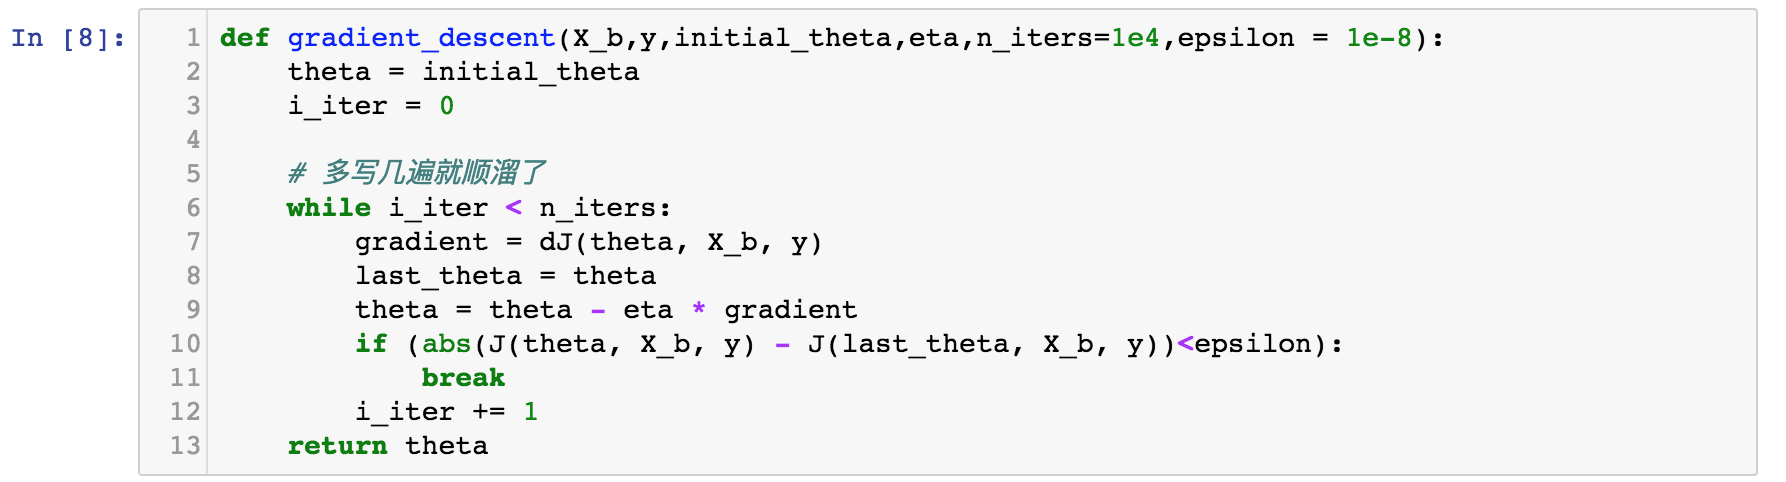 In [8]:
1 def gradient_descent(X_b,y,initial_theta,eta,n_iters=1e4,epsilon = 1e-8):
2     theta = initial_theta
3     i_iter = 0
4
5     # 多写几遍就顺溜了
6     while i_iter < n_iters:
7         gradient = dJ(theta, X_b, y)
8         last_theta = theta
9         theta = theta - eta * gradient
10         if (abs(J(theta, X_b, y) - J(last_theta, X_b, y))<epsilon):
11             break
12         i_iter += 1
13     return theta